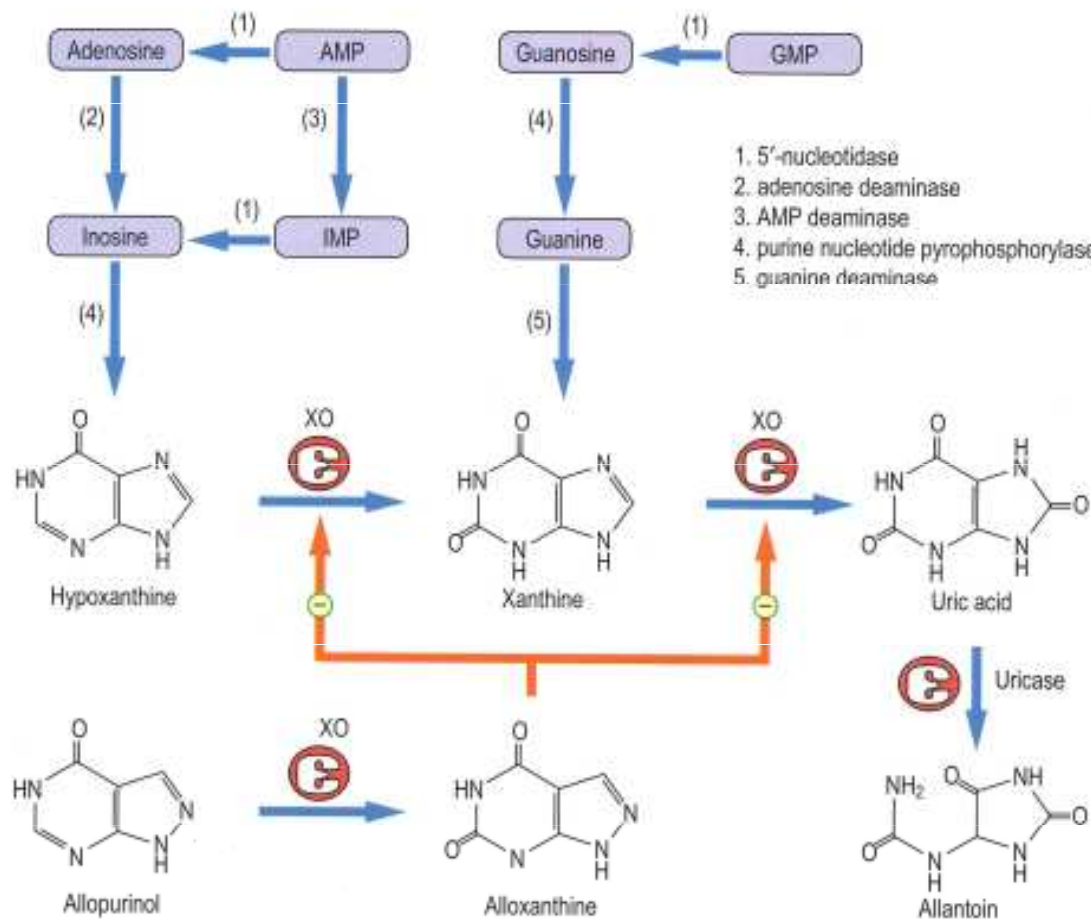 (1)
(1)
Adenosine
AMP
Guanosine
GMP
(2)
(3)
(4)
1. 5′-nucleotidase
2. adenosine deaminase
3. AMP deaminase
4. purine nucleotide pyrophosphorylase
5. guanine deaminase
(1)
Inosine
IMP
Guanine
(4)
(5)
O
XO
O
XO
O
H
HN
N
HN
N
HN
N
O
N
N
H
O
N
H
N
H
O
N
H
N
H
Hypoxanthine
Xanthine
Uric acid
−
−
Uricase
O
XO
O
HN
N
HN
N
NH2
O
NH
O
N
N
H
O
N
N
H
O
N
H
N
H
Allopurinol
Alloxanthine
Allantoin